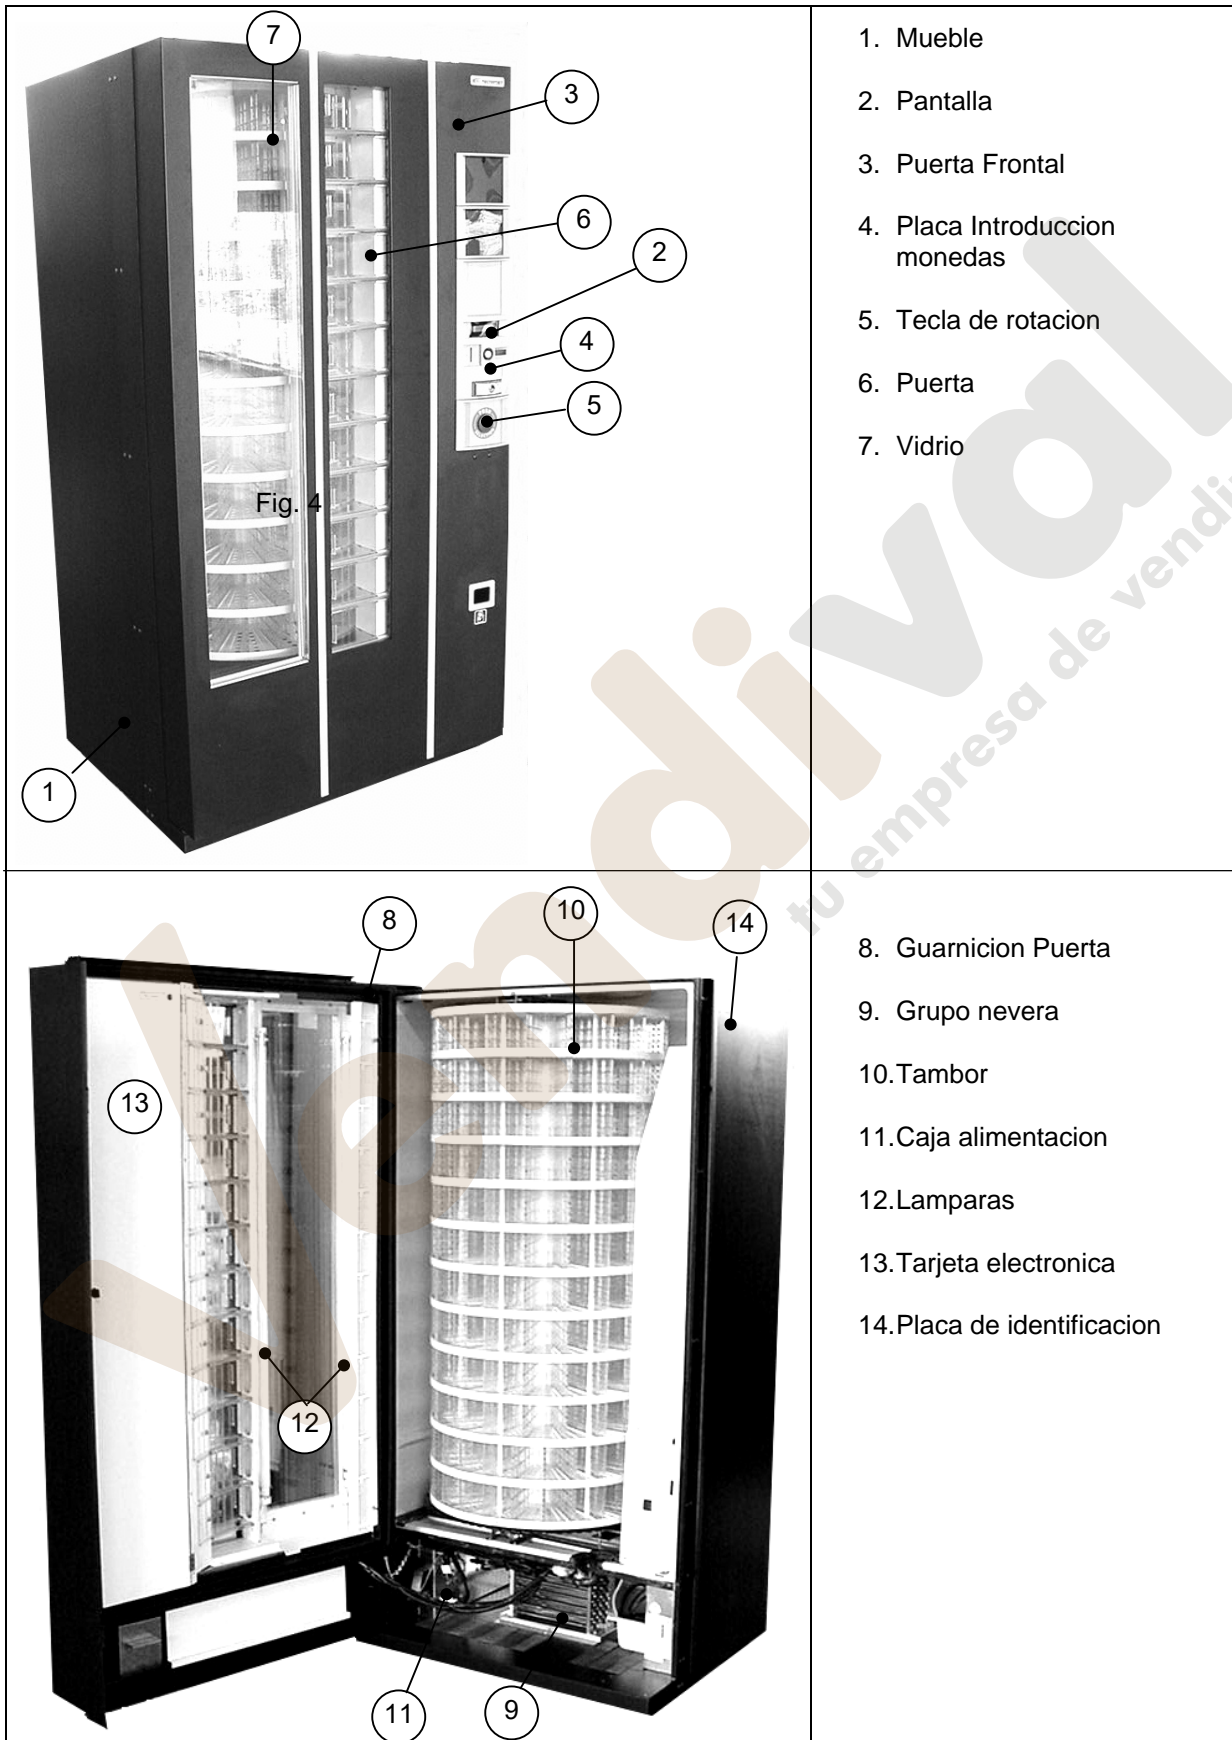 7
3
6
2
4
5
Fig. 4
1
1. Mueble
2. Pantalla
3. Puerta Frontal
4. Placa Introduccion
monedas
5. Tecla de rotacion
6. Puerta
7. Vidrio
8
10
14
13
12
11
9
8. Guarnicion Puerta
9. Grupo nevera
10.Tambor
11.Caja alimentacion
12.Lamparas
13.Tarjeta electronica
14.Placa de identificacion
Vendival
tu empresa de vendi